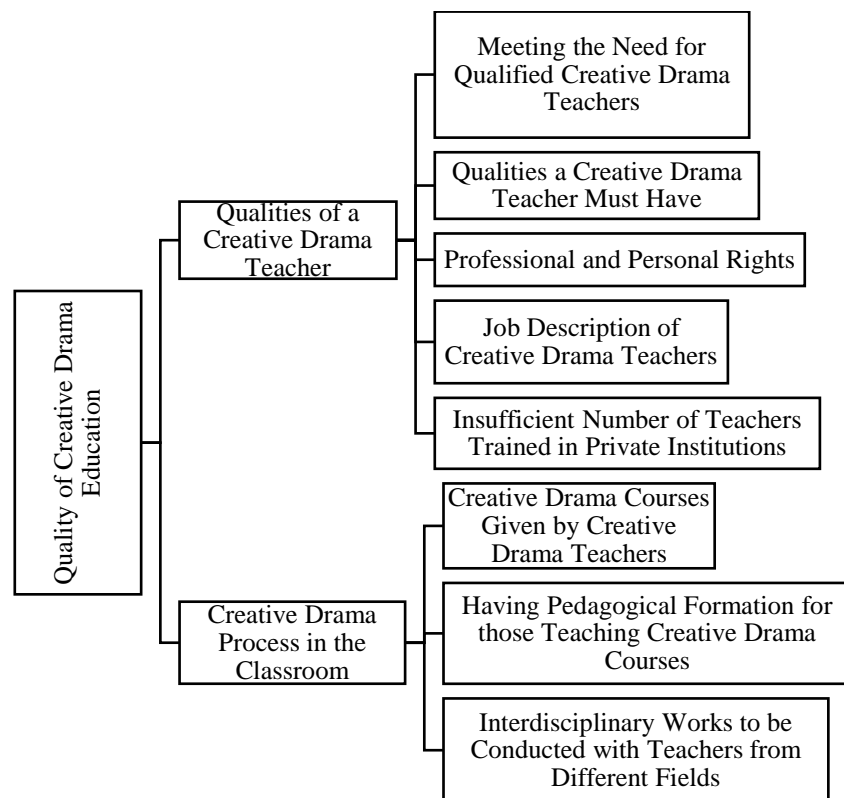 Quality of Creative Drama
Education
Qualities of a
Creative Drama
Teacher
Meeting the Need for
Qualified Creative Drama
Teachers
Qualities a Creative Drama
Teacher Must Have
Professional and Personal Rights
Job Description of
Creative Drama Teachers
Insufficient Number of Teachers
Trained in Private Institutions
Creative Drama
Process in the
Classroom
Creative Drama Courses
Given by Creative
Drama Teachers
Having Pedagogical Formation for
those Teaching Creative Drama
Courses
Interdisciplinary Works to be
Conducted with Teachers from
Different Fields